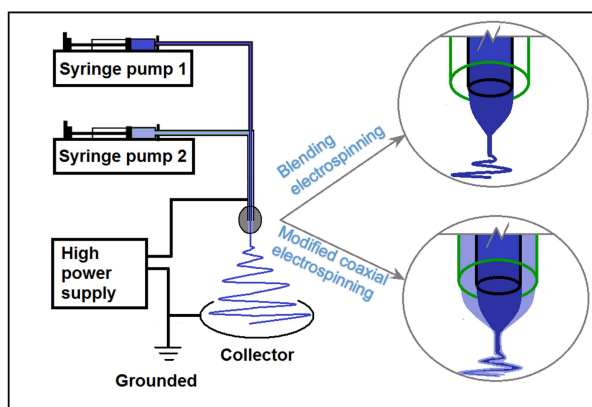 Syringe pump 1
Syringe pump 2
High
power
supply
Grounded
Collector
Blending
electrospinning
Modified coaxial
electrospinning